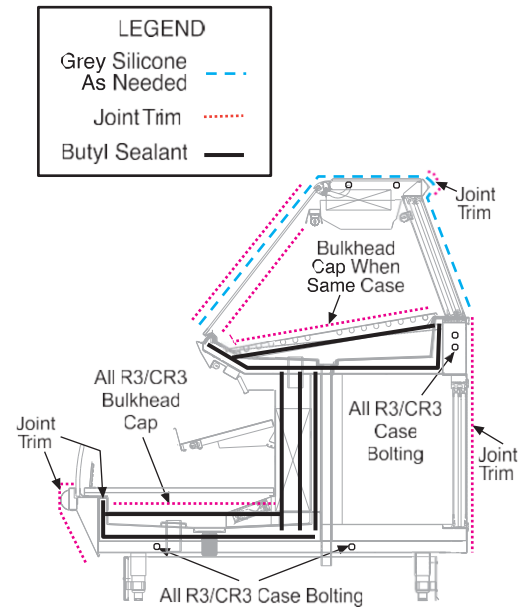 LEGEND
Grey Silicone
As Needed
Joint Trim
Butyl Sealant
Joint
Trim
Bulkhead
Cap When
Same Case
All R3/CR3
Bulkhead
Cap
All R3/CR3
Case
Bolting
Joint
Trim
Joint
Trim
All R3/CR3 Case Bolting